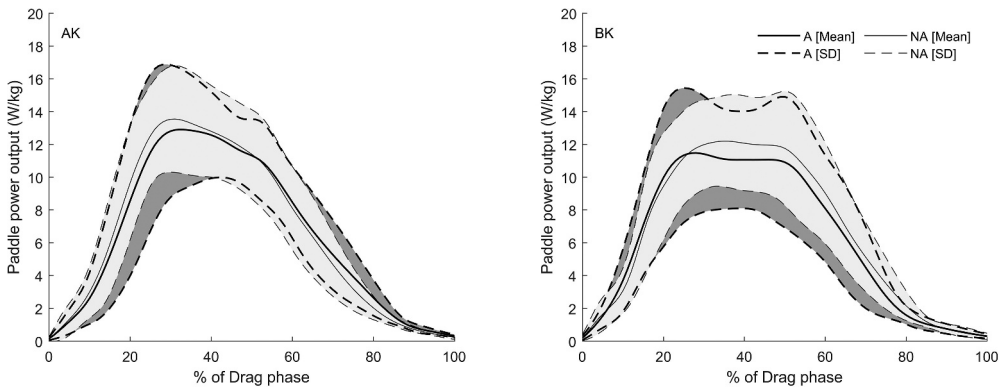 AK
Paddle power output (W/kg)
20
18
16
14
12
10
8
6
4
2
0
0 20 40 60 80 100
% of Drag phase
BK
A [Mean] NA [Mean]
A [SD] NA [SD]
Paddle power output (W/kg)
20
18
16
14
12
10
8
6
4
2
0
0 20 40 60 80 100
% of Drag phase